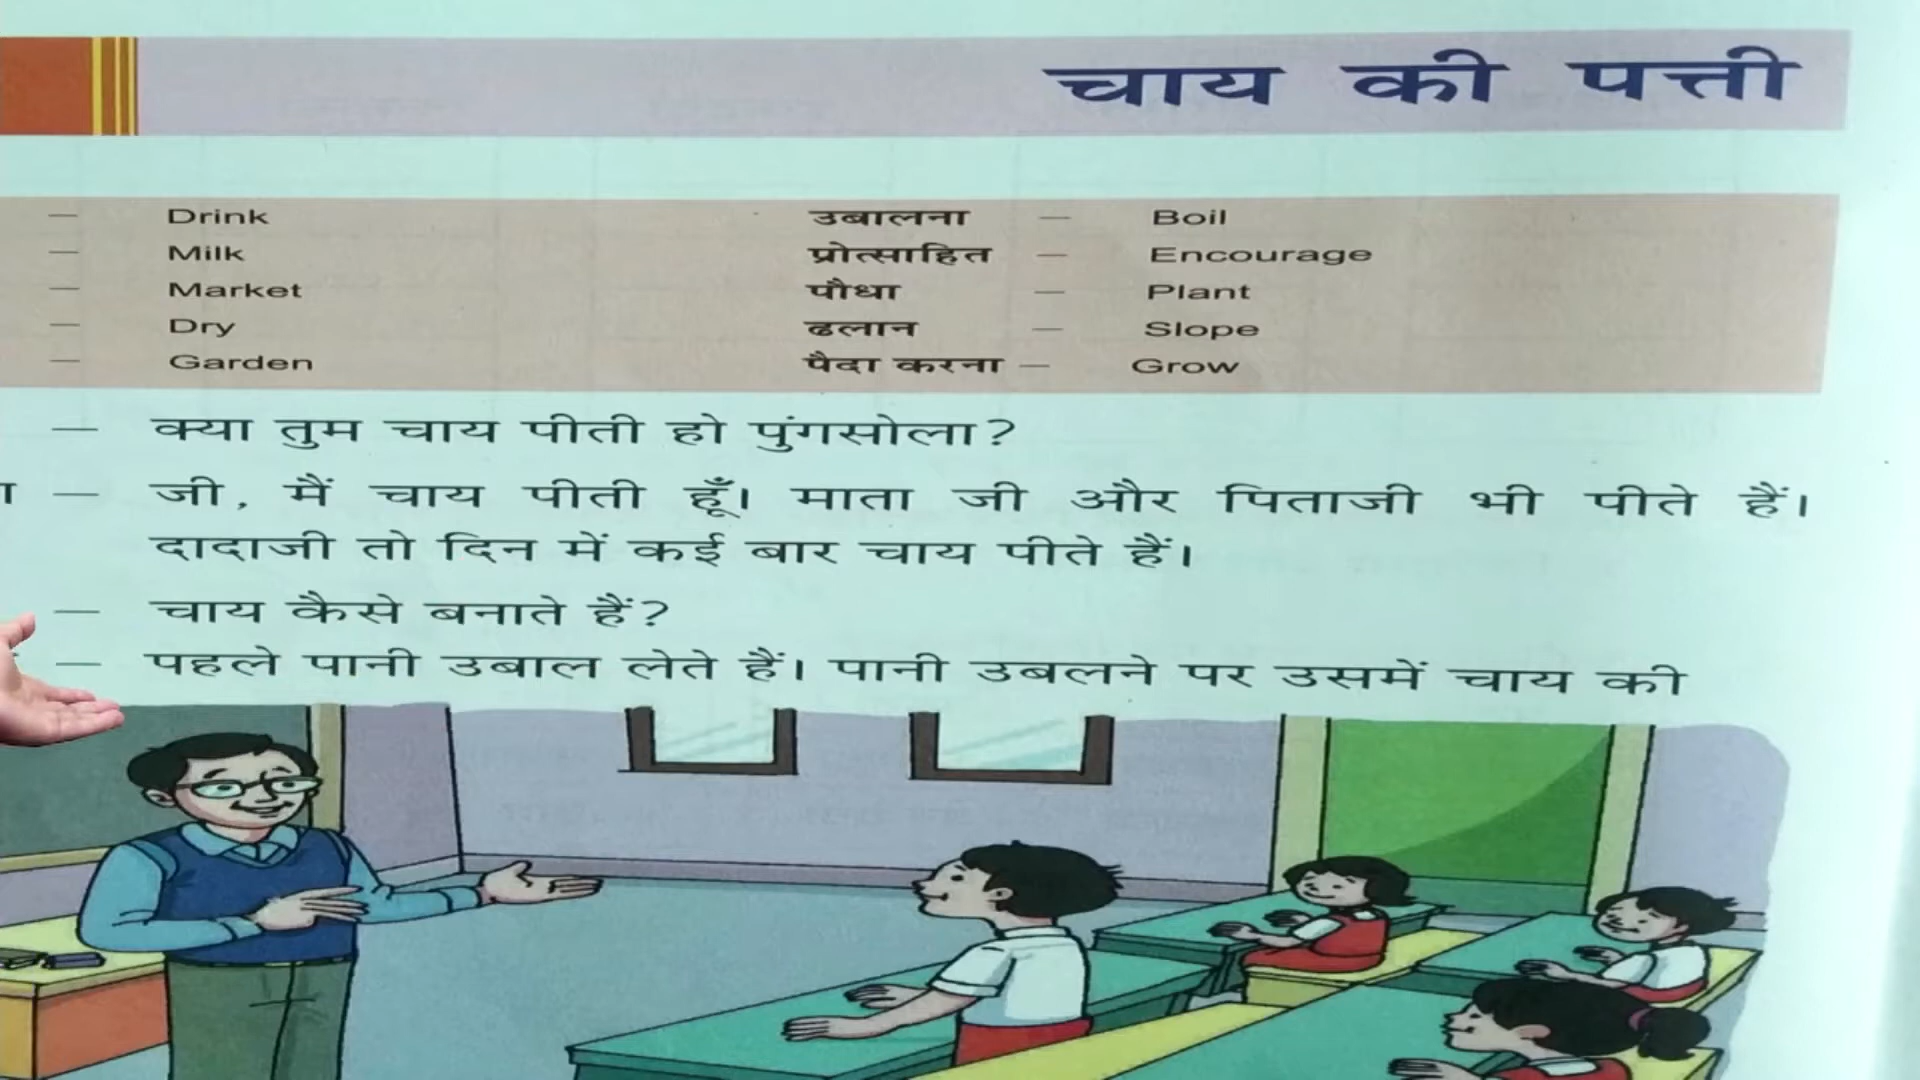 चाय की पत्ती
— Drink उबालना — Boil
— Milk प्रोत्साहित — Encourage
— Market पौधा — Plant
— Dry ढलान — Slope
— Garden पैदा करना — Grow
— क्या तुम चाय पीती हो पुंगसोला?
— जी, मैं चाय पीती हूँ। माता जी और पिताजी भी पीते हैं।
दादाजी तो दिन में कई बार चाय पीते हैं।
— चाय कैसे बनाते हैं?
— पहले पानी उबाल लेते हैं। पानी उबलने पर उसमें चाय की